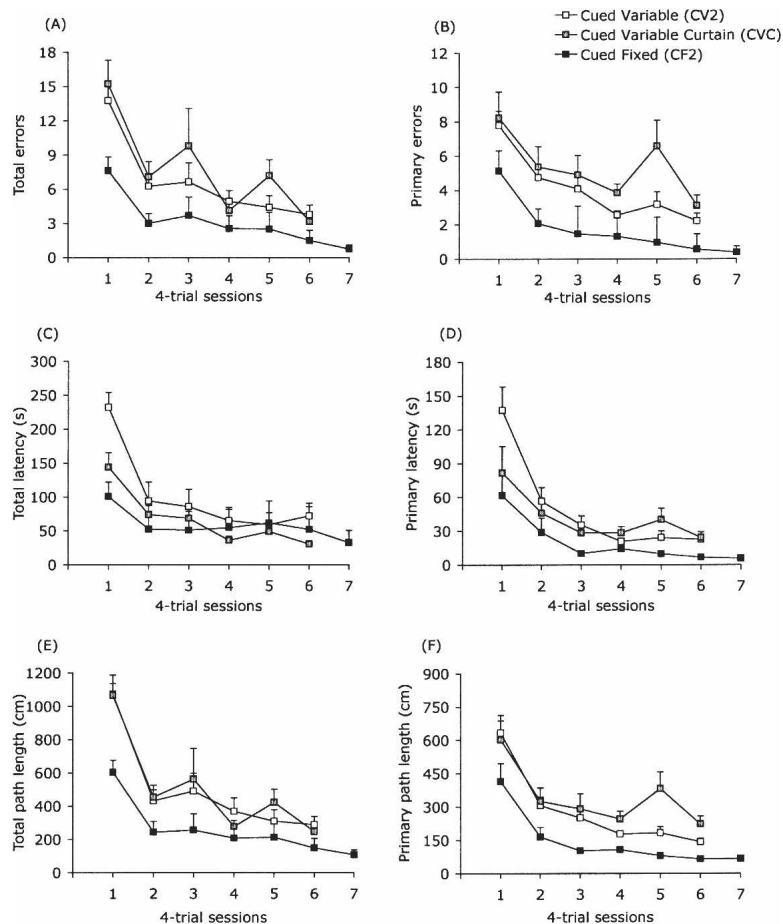 (A)
Total errors
18
15
12
9
6
3
0
1 2 3 4 5 6 7
4-trial sessions
Cued Variable (CV2)
Cued Variable Curtain (CVC)
Cued Fixed (CF2)
(B)
Primary errors
12
10
8
6
4
2
0
1 2 3 4 5 6 7
4-trial sessions
(C)
Total latency (s)
300
250
200
150
100
50
0
1 2 3 4 5 6 7
4-trial sessions
(D)
Primary latency (s)
180
150
120
90
60
30
0
1 2 3 4 5 6 7
4-trial sessions
(E)
Total path length (cm)
1200
1000
800
600
400
200
0
1 2 3 4 5 6 7
4-trial sessions
(F)
Primary path length (cm)
900
750
600
450
300
150
0
1 2 3 4 5 6 7
4-trial sessions